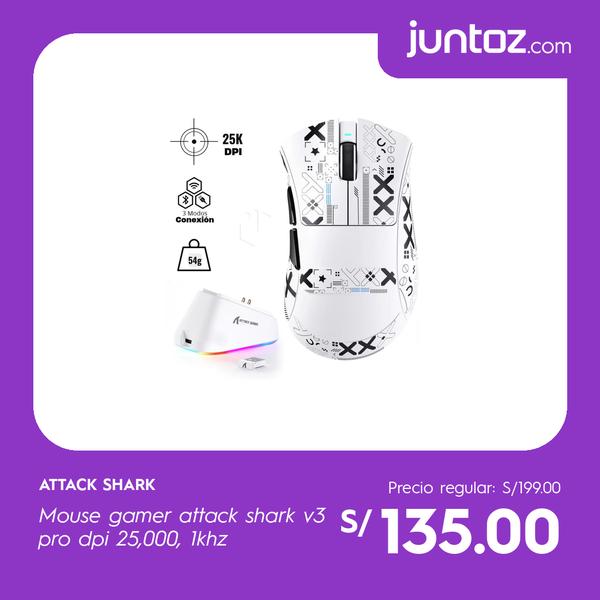 juntoz.com
25K
DPI
3 Modos
Conexión
54g
ATTACK SHARK
ATTACK SHARK
Mouse gamer attack shark v3
pro dpi 25,000, 1khz
Precio regular: S/199.00
S/135.00